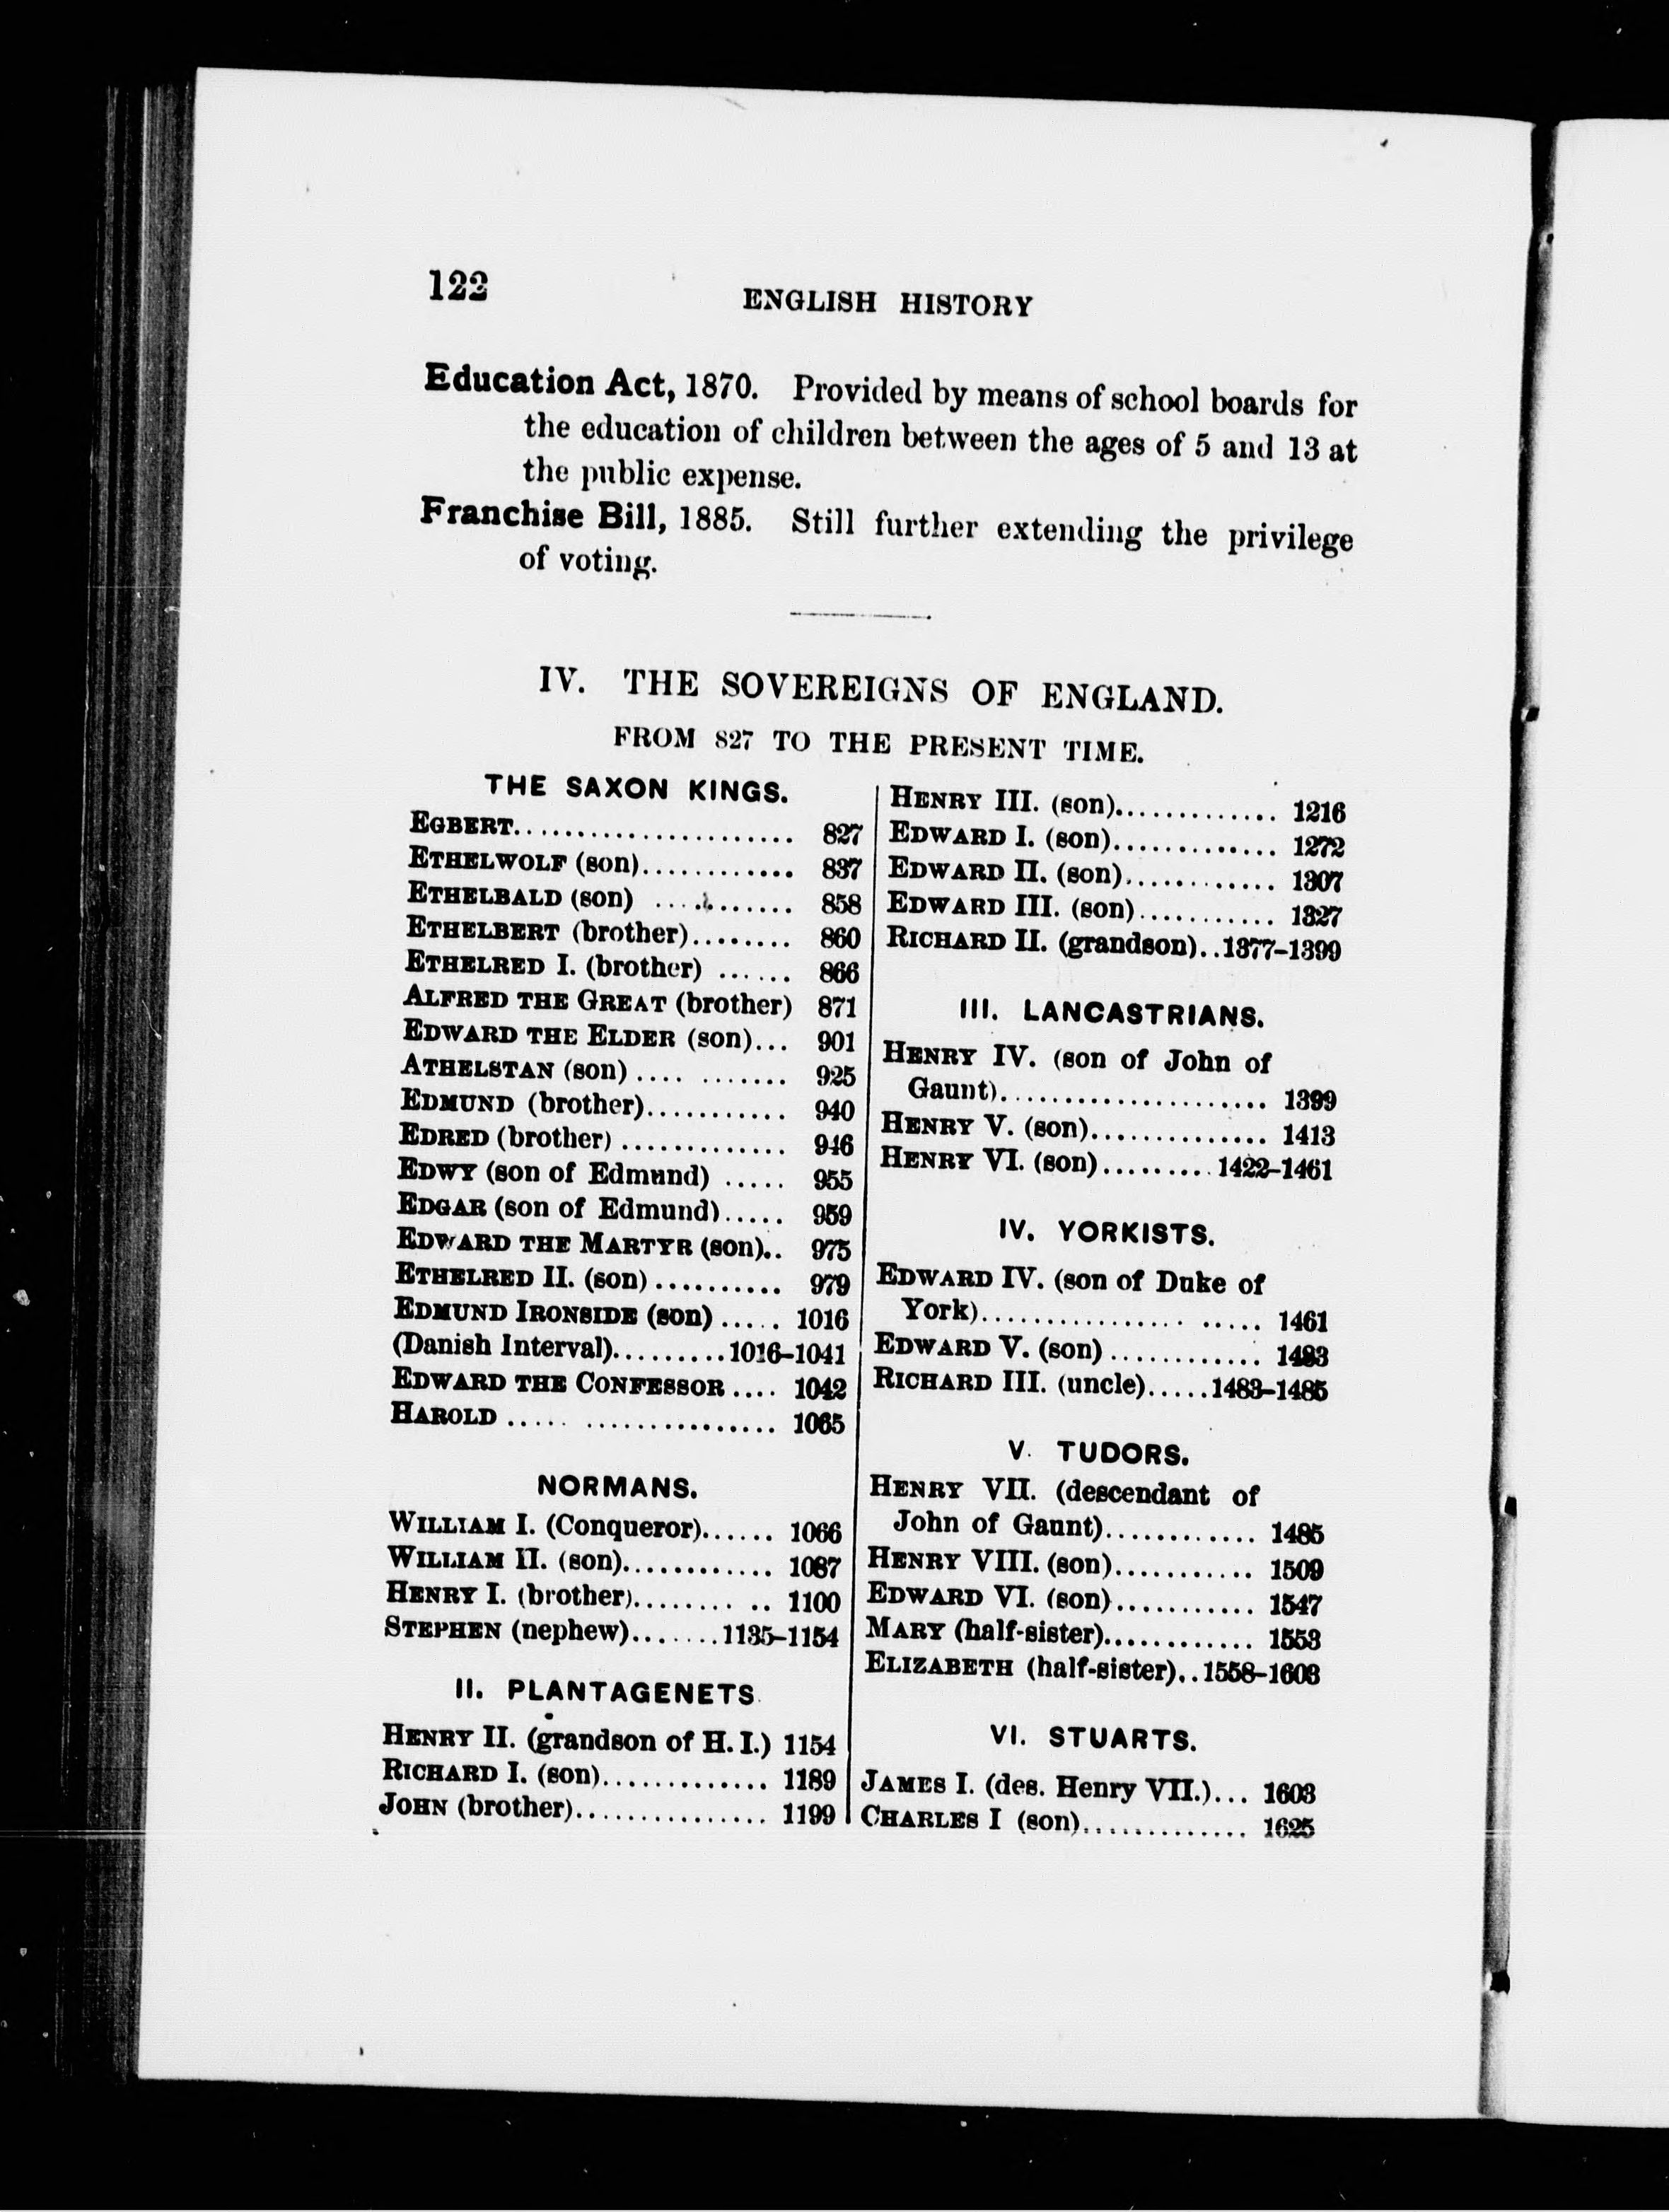 122
ENGLISH HISTORY
Education Act, 1870. Provided by means of school boards for
the education of children between the ages of 5 and 13 at
the public expense.
Franchise Bill, 1885. Still further extending the privilege
of voting.
IV. THE SOVEREIGNS OF ENGLAND.
FROM 827 TO THE PRESENT TIME.
THE SAXON KINGS.
EGBERT...................... 827
ETHELWOLF (son)............ 837
ETHELBALD (son) ........... 858
ETHELBERT (brother)........ 860
ETHELRED I. (brother) ...... 866
ALFRED THE GREAT (brother) 871
EDWARD THE ELDER (son)... 901
ATHELSTAN (son) .... ....... 925
EDMUND (brother)........... 940
EDRED (brother) ............. 946
EDWY (son of Edmund) ..... 955
EDGAR (son of Edmund)..... 959
EDWARD THE MARTYR (son).. 975
ETHELRED II. (son) .......... 979
EDMUND IRONSIDE (son) ..... 1016
(Danish Interval).........1016-1041
EDWARD THE CONFESSOR .... 1042
HAROLD ..... ............... 1065
NORMANS.
WILLIAM I. (Conqueror)...... 1066
WILLIAM II. (son)............ 1087
HENRY I. (brother)........ .. 1100
STEPHEN (nephew).......1135-1154
II. PLANTAGENETS.
HENRY II. (grandson of H. I.) 1154
RICHARD I. (son)............. 1189
JOHN (brother)............... 1199
HENRY III. (son)............. 1216
EDWARD I. (son)............. 1272
EDWARD II. (son)............ 1307
EDWARD III. (son)........... 1327
RICHARD II. (grandson)..1377-1399
III. LANCASTRIANS.
HENRY IV. (son of John of
Gaunt)..................... 1399
HENRY V. (son).............. 1413
HENRY VI. (son).........1422-1461
IV. YORKISTS.
EDWARD IV. (son of Duke of
York)................ ..... 1461
EDWARD V. (son) ............ 1483
RICHARD III. (uncle).....1483-1485
V. TUDORS.
HENRY VII. (descendant of
John of Gaunt)............ 1485
HENRY VIII. (son)........... 1509
EDWARD VI. (son)........... 1547
MARY (half-sister)............ 1553
ELIZABETH (half-sister)..1558-1603
VI. STUARTS.
JAMES I. (des. Henry VII.)... 1603
CHARLES I (son)............. 1625